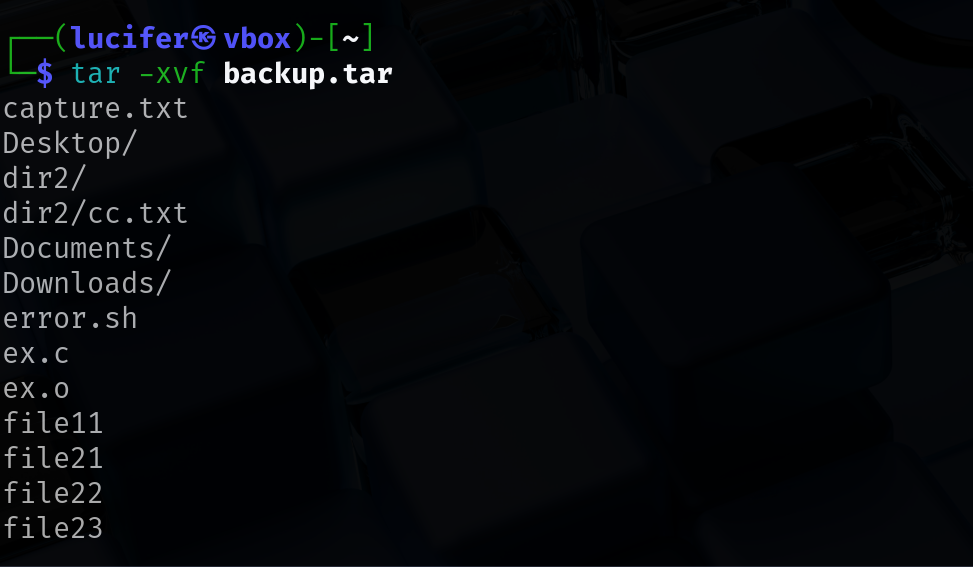 ┌──(lucifer㉿vbox)-[~]
└─$ tar -xvf backup.tar
capture.txt
Desktop/
dir2/
dir2/cc.txt
Documents/
Downloads/
error.sh
ex.c
ex.o
file11
file21
file22
file23